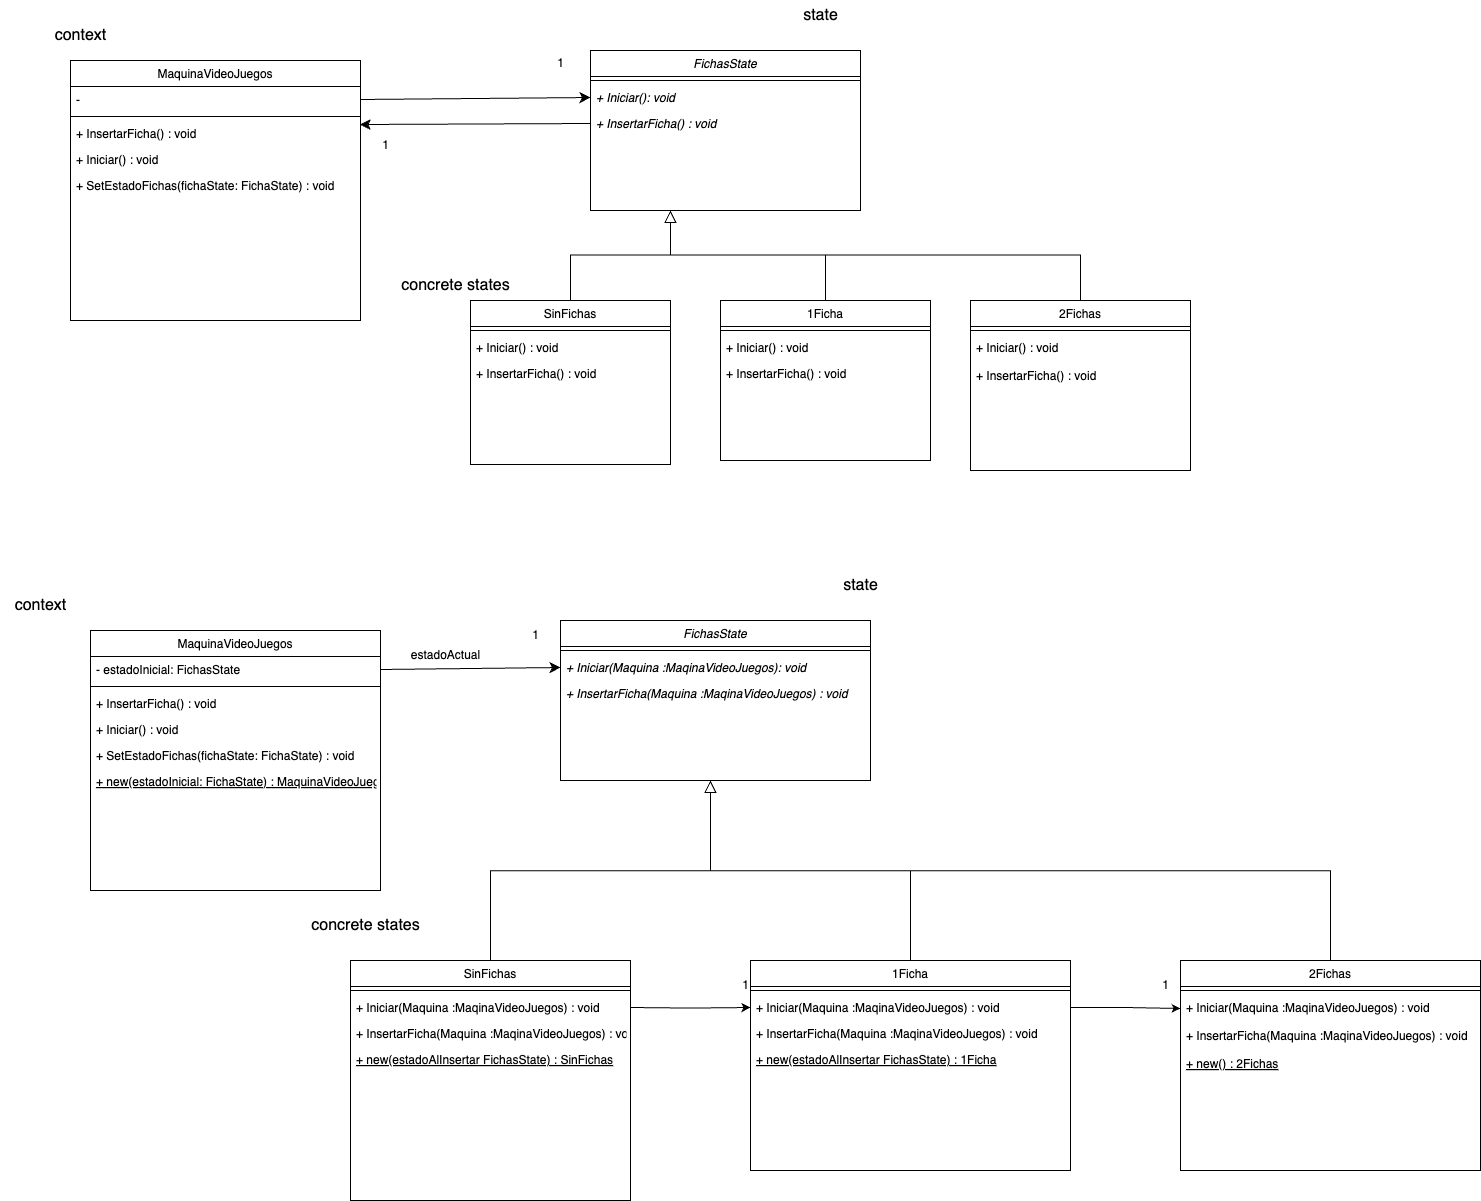 state
context
MaquinaVideoJuegos
-
+ InsertarFicha() : void
+ Iniciar() : void
+ SetEstadoFichas(fichaState: FichaState) : void
1
1
FichasState
+ Iniciar(): void
+ InsertarFicha() : void
concrete states
SinFichas
+ Iniciar() : void
+ InsertarFicha() : void
1Ficha
+ Iniciar() : void
+ InsertarFicha() : void
2Fichas
+ Iniciar() : void
+ InsertarFicha() : void
state
context
MaquinaVideoJuegos
- estadoInicial: FichasState
+ InsertarFicha() : void
+ Iniciar() : void
+ SetEstadoFichas(fichaState: FichaState) : void
+ new(estadoInicial: FichaState) : MaquinaVideoJueg
estadoActual
1
FichasState
+ Iniciar(Maquina :MaqinaVideoJuegos): void
+ InsertarFicha(Maquina :MaqinaVideoJuegos) : void
concrete states
SinFichas
+ Iniciar(Maquina :MaqinaVideoJuegos) : void
+ InsertarFicha(Maquina :MaqinaVideoJuegos) : vo
+ new(estadoAlInsertar FichasState) : SinFichas
1
1Ficha
+ Iniciar(Maquina :MaqinaVideoJuegos) : void
+ InsertarFicha(Maquina :MaqinaVideoJuegos) : void
+ new(estadoAlInsertar FichasState) : 1Ficha
1
2Fichas
+ Iniciar(Maquina :MaqinaVideoJuegos) : void
+ InsertarFicha(Maquina :MaqinaVideoJuegos) : void
+ new() : 2Fichas